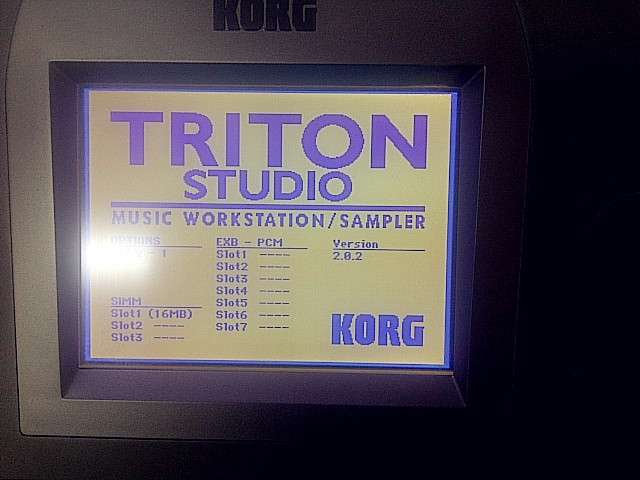 KORG
TRITON
STUDIO
MUSIC WORKSTATION/SAMPLER
OPTIONS
SIMM
Slot1 (16MB)
Slot2 ----
Slot3 ----
EXB - PCM
Slot1 ----
Slot2 ----
Slot3 ----
Slot4 ----
Slot5 ----
Slot6 ----
Slot7 ----
Version
2.0.2
KORG